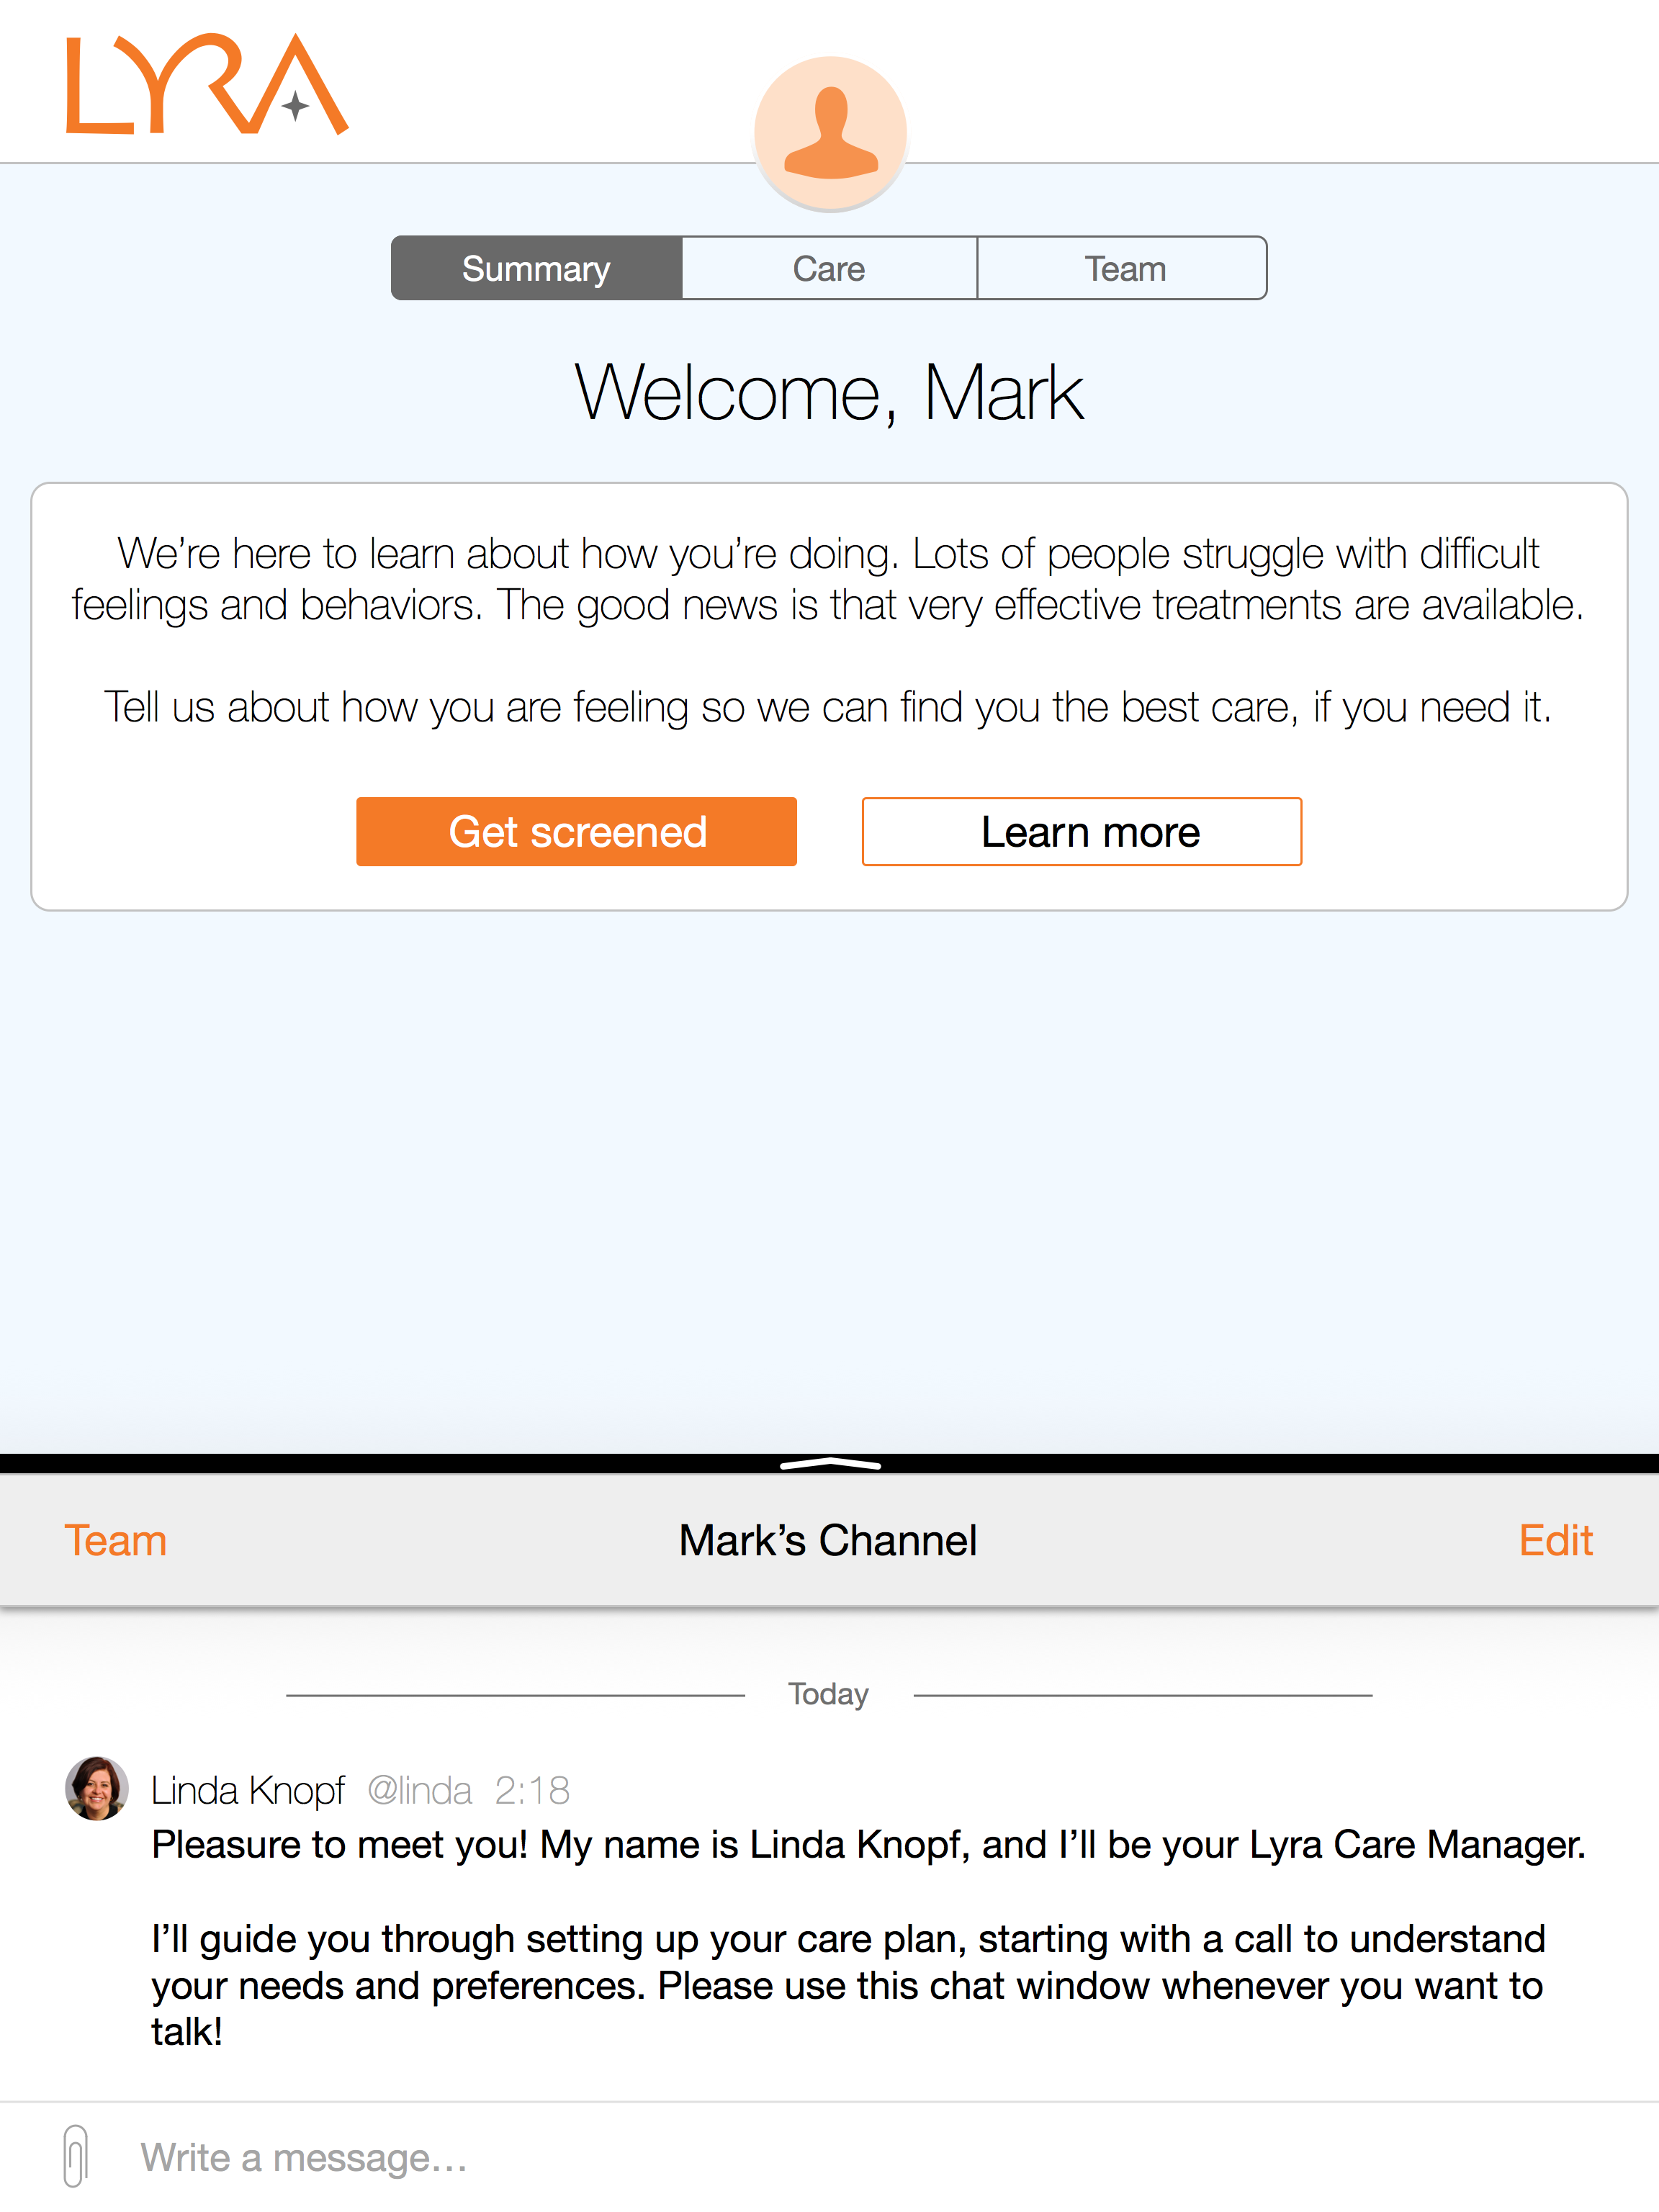 LYRA
Summary Care Team
Welcome, Mark
We’re here to learn about how you’re doing. Lots of people struggle with difficult
feelings and behaviors. The good news is that very effective treatments are available.
Tell us about how you are feeling so we can find you the best care, if you need it.
Get screened Learn more
Team Mark’s Channel Edit
Today
Linda Knopf @linda 2:18
Pleasure to meet you! My name is Linda Knopf, and I’ll be your Lyra Care Manager.
I’ll guide you through setting up your care plan, starting with a call to understand
your needs and preferences. Please use this chat window whenever you want to
talk!
Write a message…